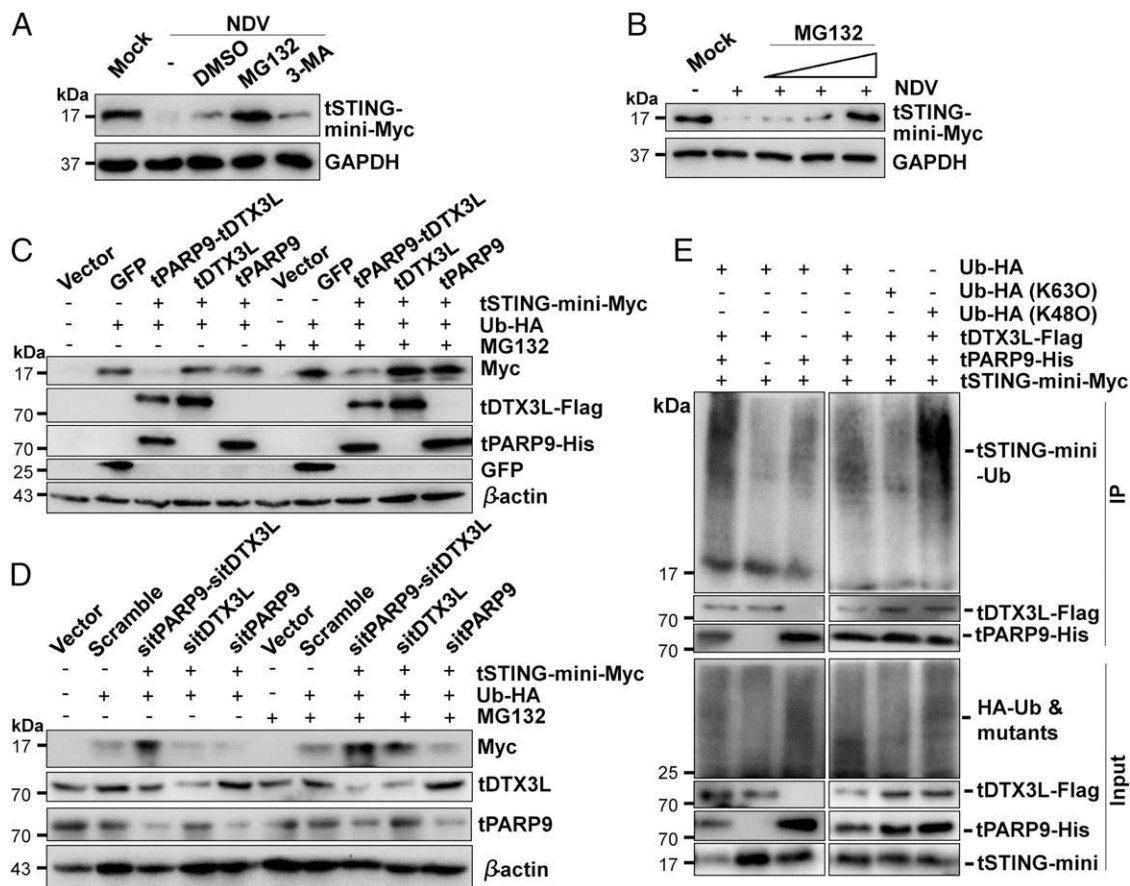 A
NDV
Mock
-
DMSO
MG132
3-MA
kDa
17
tSTING-
mini-Myc
37
GAPDH
B
MG132
Mock
- + + + + NDV
kDa
17
tSTING-
mini-Myc
37
GAPDH
C
Vector
GFP
tPARP9-tDTX3L
tDTX3L
tPARP9
Vector
GFP
tPARP9-tDTX3L
tDTX3L
tPARP9
- - + + + - - + + + tSTING-mini-Myc
- + + + + - + + + + Ub-HA
- - - - - + + + + + MG132
kDa
17
Myc
70
tDTX3L-Flag
70
tPARP9-His
25
GFP
43
β-actin
D
Vector
Scramble
sitPARP9-sitDTX3L
sitDTX3L
sitPARP9
Vector
Scramble
sitPARP9-sitDTX3L
sitDTX3L
sitPARP9
- - + + + - - + + + tSTING-mini-Myc
- + + + + - + + + + Ub-HA
- - - - - + + + + + MG132
kDa
17
Myc
70
tDTX3L
70
tPARP9
43
β-actin
E
+ + + + - - Ub-HA
- - - - + - Ub-HA (K63O)
- - - - - + Ub-HA (K48O)
+ + - + + + tDTX3L-Flag
+ - + + + + tPARP9-His
+ + + + + + tSTING-mini-Myc
kDa
tSTING-mini
-Ub
17
70
tDTX3L-Flag
70
tPARP9-His
IP
HA-Ub &
mutants
25
70
tDTX3L-Flag
70
tPARP9-His
17
tSTING-mini
Input